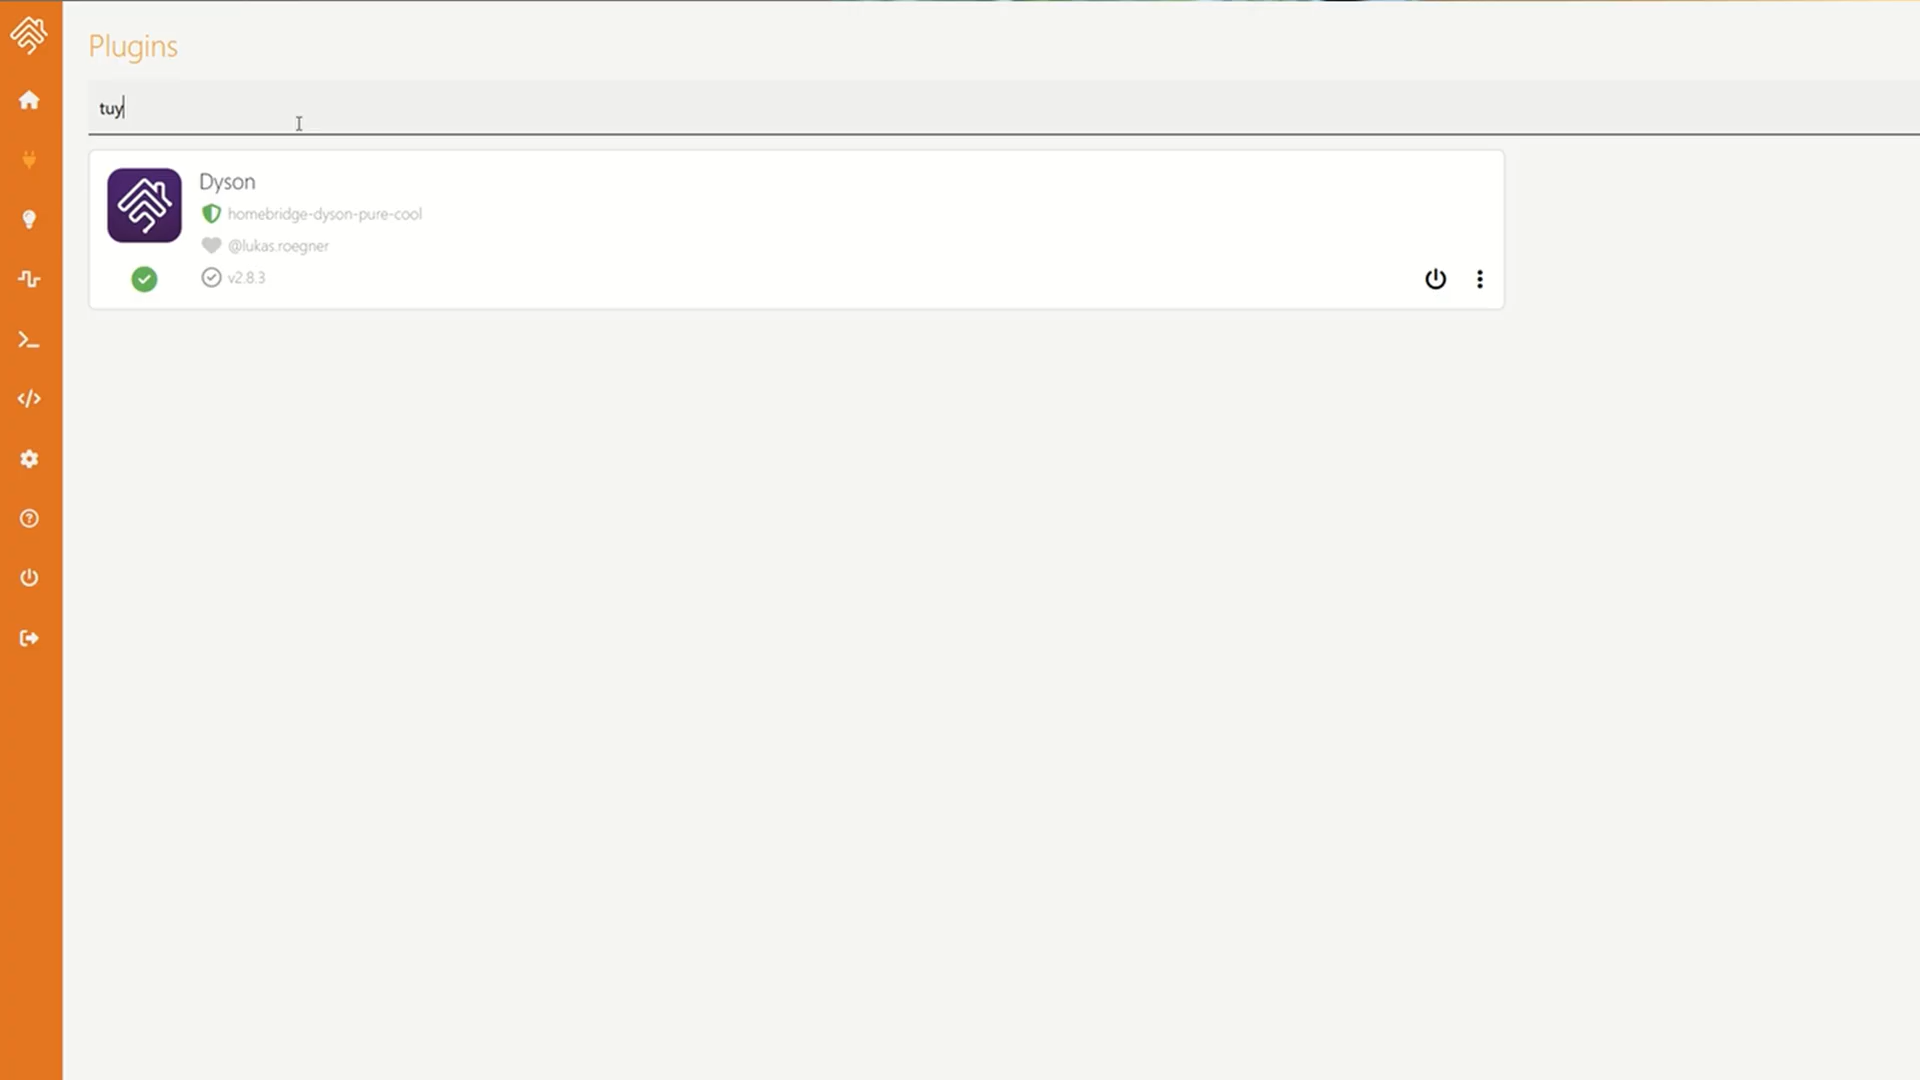 Plugins
tuy
Dyson
homebridge-dyson-pure-cool
@lukas.roegner
v2.8.3